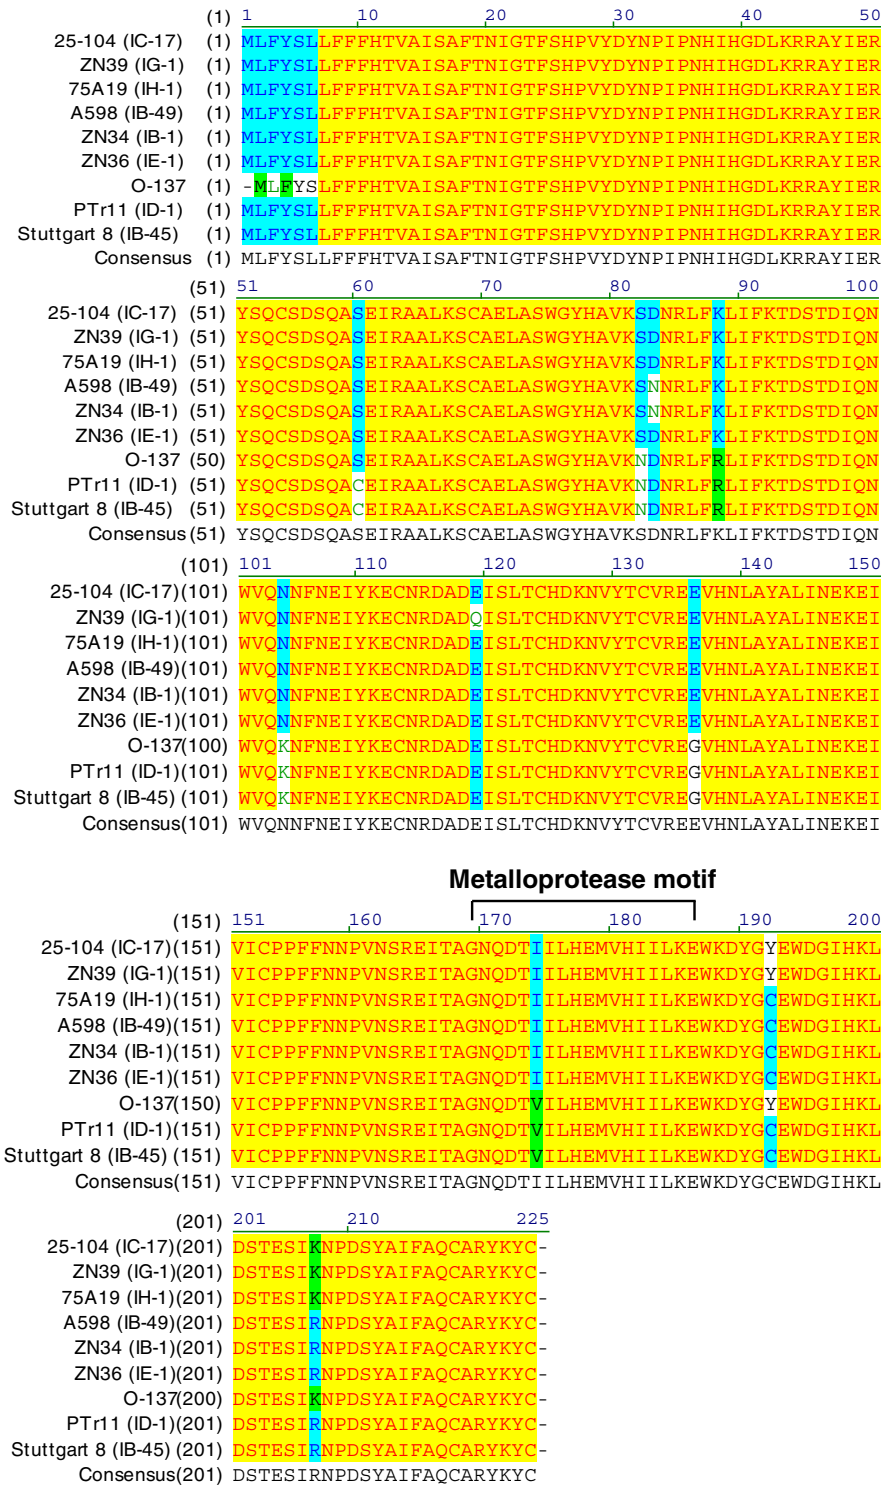 (1) 1 10 20 30 40 50
25-104 (IC-17) (1) MLFYSLLFFFHTVAISAFTNIGTFSHPVYDYNPIPNHIHGDLKRRAYIER
ZN39 (IG-1) (1) MLFYSLLFFFHTVAISAFTNIGTFSHPVYDYNPIPNHIHGDLKRRAYIER
75A19 (IH-1) (1) MLFYSLLFFFHTVAISAFTNIGTFSHPVYDYNPIPNHIHGDLKRRAYIER
A598 (IB-49) (1) MLFYSLLFFFHTVAISAFTNIGTFSHPVYDYNPIPNHIHGDLKRRAYIER
ZN34 (IB-1) (1) MLFYSLLFFFHTVAISAFTNIGTFSHPVYDYNPIPNHIHGDLKRRAYIER
ZN36 (IE-1) (1) MLFYSLLFFFHTVAISAFTNIGTFSHPVYDYNPIPNHIHGDLKRRAYIER
O-137 (1) -MLFYSLFFFHTVAISAFTNIGTFSHPVYDYNPIPNHIHGDLKRRAYIER
PTr11 (ID-1) (1) MLFYSLLFFFHTVAISAFTNIGTFSHPVYDYNPIPNHIHGDLKRRAYIER
Stuttgart 8 (IB-45) (1) MLFYSLLFFFHTVAISAFTNIGTFSHPVYDYNPIPNHIHGDLKRRAYIER
Consensus (1) MLFYSLLFFFHTVAISAFTNIGTFSHPVYDYNPIPNHIHGDLKRRAYIER
(51) 51 60 70 80 90 100
25-104 (IC-17) (51) YSQCSDSQASEIRAALKSCAELASWGYHAVKSDNRLFKLIFKTDSTDIQN
ZN39 (IG-1) (51) YSQCSDSQASEIRAALKSCAELASWGYHAVKSDNRLFKLIFKTDSTDIQN
75A19 (IH-1) (51) YSQCSDSQASEIRAALKSCAELASWGYHAVKSDNRLFKLIFKTDSTDIQN
A598 (IB-49) (51) YSQCSDSQASEIRAALKSCAELASWGYHAVKSNNRLFKLIFKTDSTDIQN
ZN34 (IB-1) (51) YSQCSDSQASEIRAALKSCAELASWGYHAVKSNNRLFKLIFKTDSTDIQN
ZN36 (IE-1) (51) YSQCSDSQASEIRAALKSCAELASWGYHAVKSDNRLFKLIFKTDSTDIQN
O-137 (50) YSQCSDSQASEIRAALKSCAELASWGYHAVKNDNRLFRLIFKTDSTDIQN
PTr11 (ID-1) (51) YSQCSDSQACEIRAALKSCAELASWGYHAVKNDNRLFRLIFKTDSTDIQN
Stuttgart 8 (IB-45) (51) YSQCSDSQACEIRAALKSCAELASWGYHAVKNDNRLFRLIFKTDSTDIQN
Consensus (51) YSQCSDSQASEIRAALKSCAELASWGYHAVKSDNRLFKLIFKTDSTDIQN
(101) 101 110 120 130 140 150
25-104 (IC-17)(101) WVQNNFNEIYKECNRDADEISLTCHDKNVYTCVREEVHNLAYALINEKEI
ZN39 (IG-1)(101) WVQNNFNEIYKECNRDADQISLTCHDKNVYTCVREEVHNLAYALINEKEI
75A19 (IH-1)(101) WVQNNFNEIYKECNRDADEISLTCHDKNVYTCVREEVHNLAYALINEKEI
A598 (IB-49)(101) WVQNNFNEIYKECNRDADEISLTCHDKNVYTCVREEVHNLAYALINEKEI
ZN34 (IB-1)(101) WVQNNFNEIYKECNRDADEISLTCHDKNVYTCVREEVHNLAYALINEKEI
ZN36 (IE-1)(101) WVQNNFNEIYKECNRDADEISLTCHDKNVYTCVREEVHNLAYALINEKEI
O-137(100) WVQKNFNEIYKECNRDADEISLTCHDKNVYTCVREGVHNLAYALINEKEI
PTr11 (ID-1)(101) WVQKNFNEIYKECNRDADEISLTCHDKNVYTCVREGVHNLAYALINEKEI
Stuttgart 8 (IB-45) (101) WVQKNFNEIYKECNRDADEISLTCHDKNVYTCVREGVHNLAYALINEKEI
Consensus(101) WVQNNFNEIYKECNRDADEISLTCHDKNVYTCVREEVHNLAYALINEKEI
Metalloprotease motif
(151) 151 160 170 180 190 200
25-104 (IC-17)(151) VICPPFFNNPVNSREITAGNQDTIILHEMVHIILKEWKDYGYEWDGIHKL
ZN39 (IG-1)(151) VICPPFFNNPVNSREITAGNQDTIILHEMVHIILKEWKDYGYEWDGIHKL
75A19 (IH-1)(151) VICPPFFNNPVNSREITAGNQDTIILHEMVHIILKEWKDYGCEWDGIHKL
A598 (IB-49)(151) VICPPFFNNPVNSREITAGNQDTIILHEMVHIILKEWKDYGCEWDGIHKL
ZN34 (IB-1)(151) VICPPFFNNPVNSREITAGNQDTIILHEMVHIILKEWKDYGCEWDGIHKL
ZN36 (IE-1)(151) VICPPFFNNPVNSREITAGNQDTIILHEMVHIILKEWKDYGCEWDGIHKL
O-137(150) VICPPFFNNPVNSREITAGNQDTVILHEMVHIILKEWKDYGYEWDGIHKL
PTr11 (ID-1)(151) VICPPFFNNPVNSREITAGNQDTVILHEMVHIILKEWKDYGCEWDGIHKL
Stuttgart 8 (IB-45) (151) VICPPFFNNPVNSREITAGNQDTVILHEMVHIILKEWKDYGCEWDGIHKL
Consensus(151) VICPPFFNNPVNSREITAGNQDTIILHEMVHIILKEWKDYGCEWDGIHKL
(201) 201 210 225
25-104 (IC-17)(201) DSTESIKNPDSYAIFAQCARYKYC-
ZN39 (IG-1)(201) DSTESIKNPDSYAIFAQCARYKYC-
75A19 (IH-1)(201) DSTESIKNPDSYAIFAQCARYKYC-
A598 (IB-49)(201) DSTESIRNPDSYAIFAQCARYKYC-
ZN34 (IB-1)(201) DSTESIRNPDSYAIFAQCARYKYC-
ZN36 (IE-1)(201) DSTESIRNPDSYAIFAQCARYKYC-
O-137(200) DSTESIKNPDSYAIFAQCARYKYC-
PTr11 (ID-1)(201) DSTESIRNPDSYAIFAQCARYKYC-
Stuttgart 8 (IB-45) (201) DSTESIRNPDSYAIFAQCARYKYC-
Consensus(201) DSTESIRNPDSYAIFAQCARYKYC